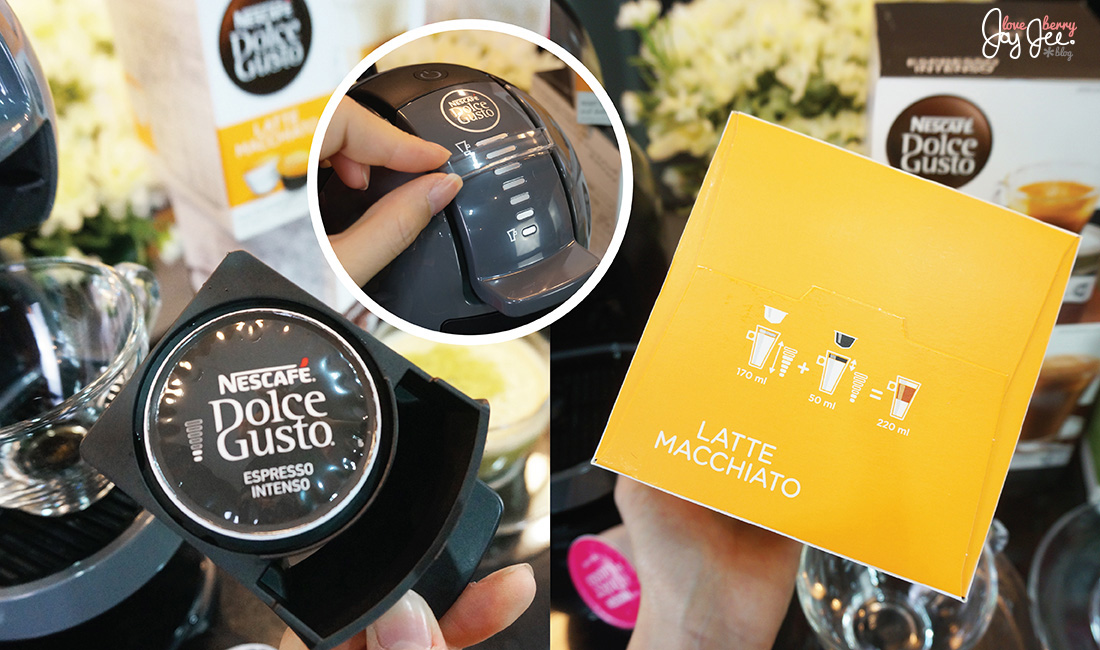 NESCAFÉ
Dolce
Gusto
LATTE
MACCHIATO
NESCAFÉ
Dolce
Gusto
NESCAFÉ
Dolce
Gusto
ESPRESSO
INTENSO
love berry
Jay Jee.
blog
NESCAFÉ
Dolce
Gusto
170 ml
+
50 ml
=
220 ml
LATTE
MACCHIATO